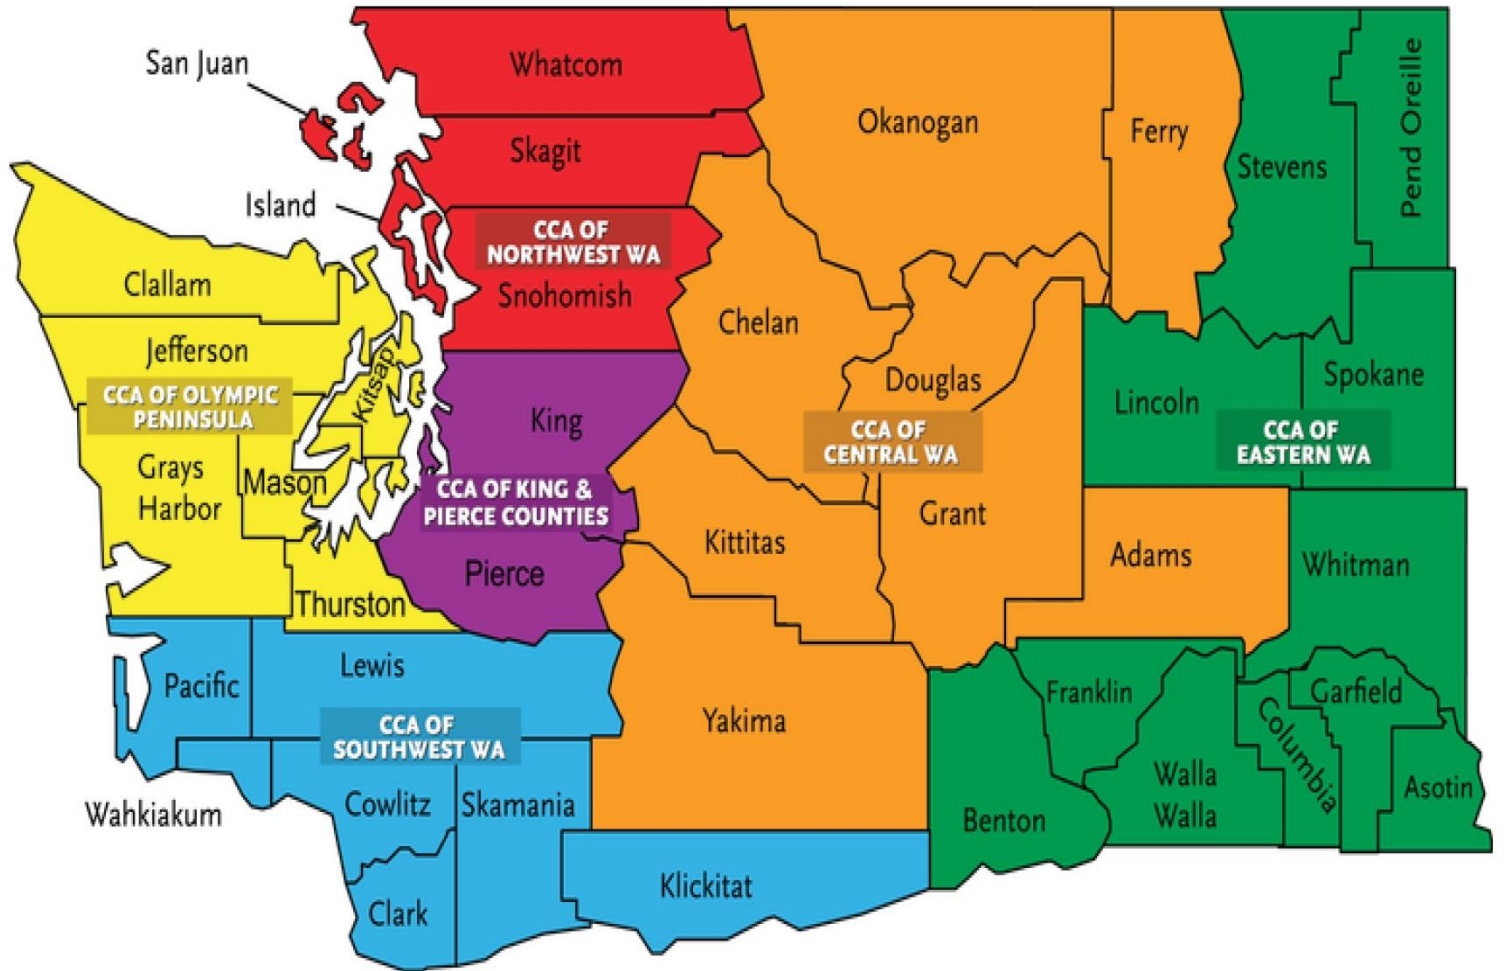 San Juan
Whatcom
Okanogan
Ferry
Pend Oreille
Stevens
Skagit
Island
CCA OF
NORTHWEST WA
Snohomish
Clallam
Jefferson
Kitsap
CCA OF OLYMPIC
PENINSULA
Chelan
Douglas
Lincoln
Spokane
King
CCA OF
CENTRAL WA
CCA OF
EASTERN WA
Grays
Harbor
Mason
CCA OF KING &
PIERCE COUNTIES
Grant
Kittitas
Adams
Whitman
Pierce
Thurston
Lewis
Pacific
Franklin
Garfield
CCA OF
SOUTHWEST WA
Yakima
Columbia
Walla
Walla
Asotin
Wahkiakum
Cowlitz
Skamania
Benton
Klickitat
Clark